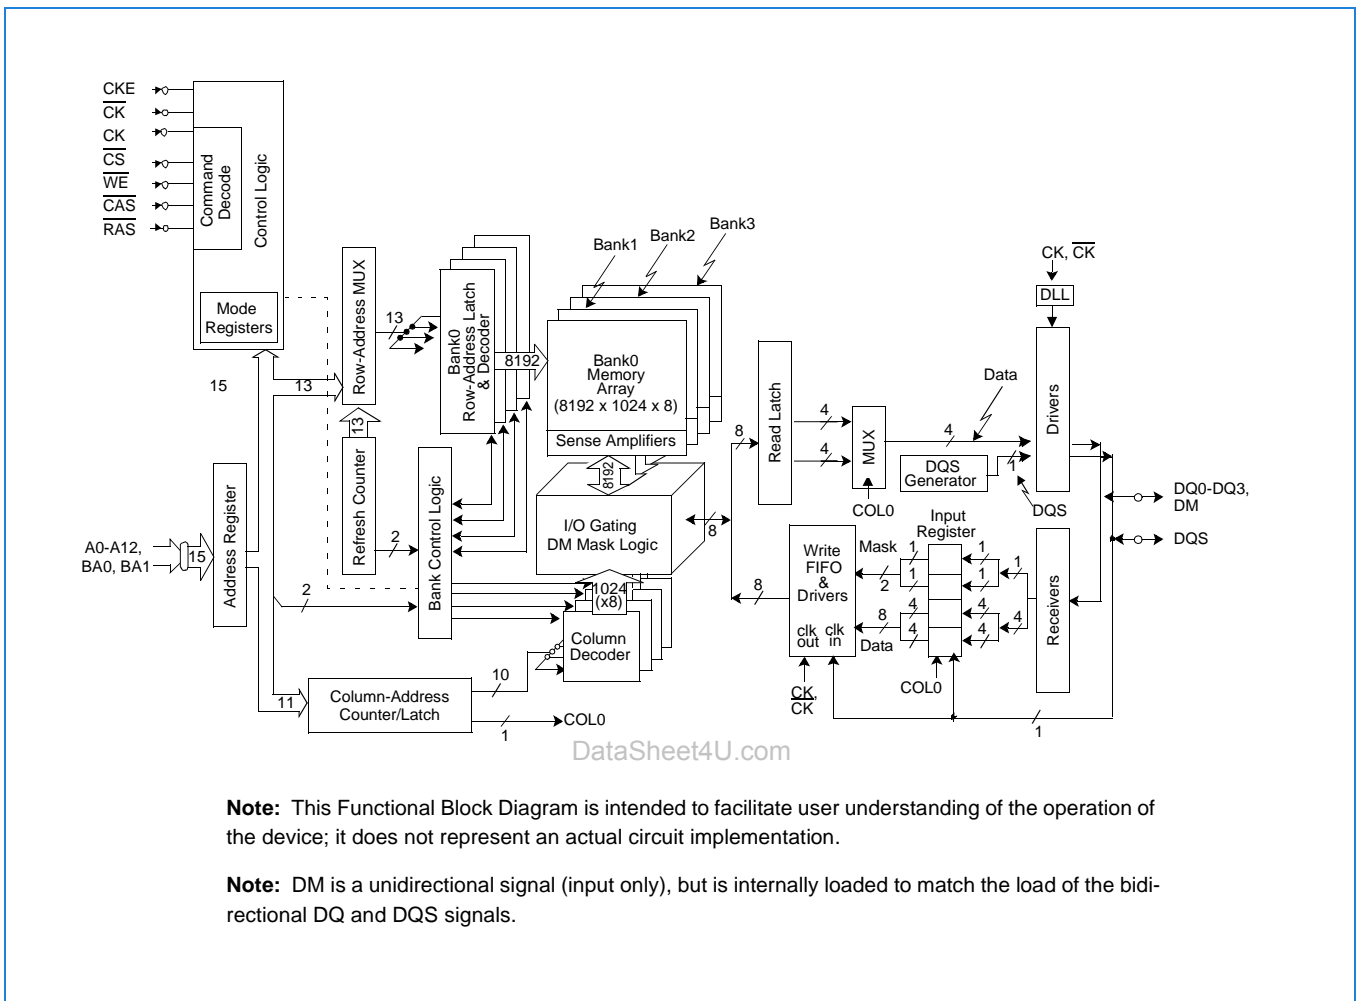 CKE
CK
CK
CS
WE
CAS
RAS
Command
Decode
Control Logic
Mode
Registers
15
13
Row-Address MUX
13
Refresh Counter
13
Bank0
Row-Address Latch
& Decoder
8192
Bank1
Bank2
Bank3
Bank0
Memory
Array
(8192 x 1024 x 8)
Sense Amplifiers
8192
I/O Gating
DM Mask Logic
8
A0-A12,
BA0, BA1
15
Address Register
2
2
Bank Control Logic
1024
(x8)
Column
Decoder
11
Column-Address
Counter/Latch
10
1
COL0
8
Read Latch
4
4
MUX
COL0
Data
4
DQS
Generator
1
DQS
CK, CK
DLL
Drivers
DQ0-DQ3,
DM
DQS
Input
Register
8
Write
FIFO
&
Drivers
clk
out
clk
in
Mask
2
8
Data
1
1
4
4
1
1
4
4
1
4
Receivers
CK,
CK
COL0
1
DataSheet4U.com
Note: This Functional Block Diagram is intended to facilitate user understanding of the operation of
the device; it does not represent an actual circuit implementation.
Note: DM is a unidirectional signal (input only), but is internally loaded to match the load of the bidi-
rectional DQ and DQS signals.